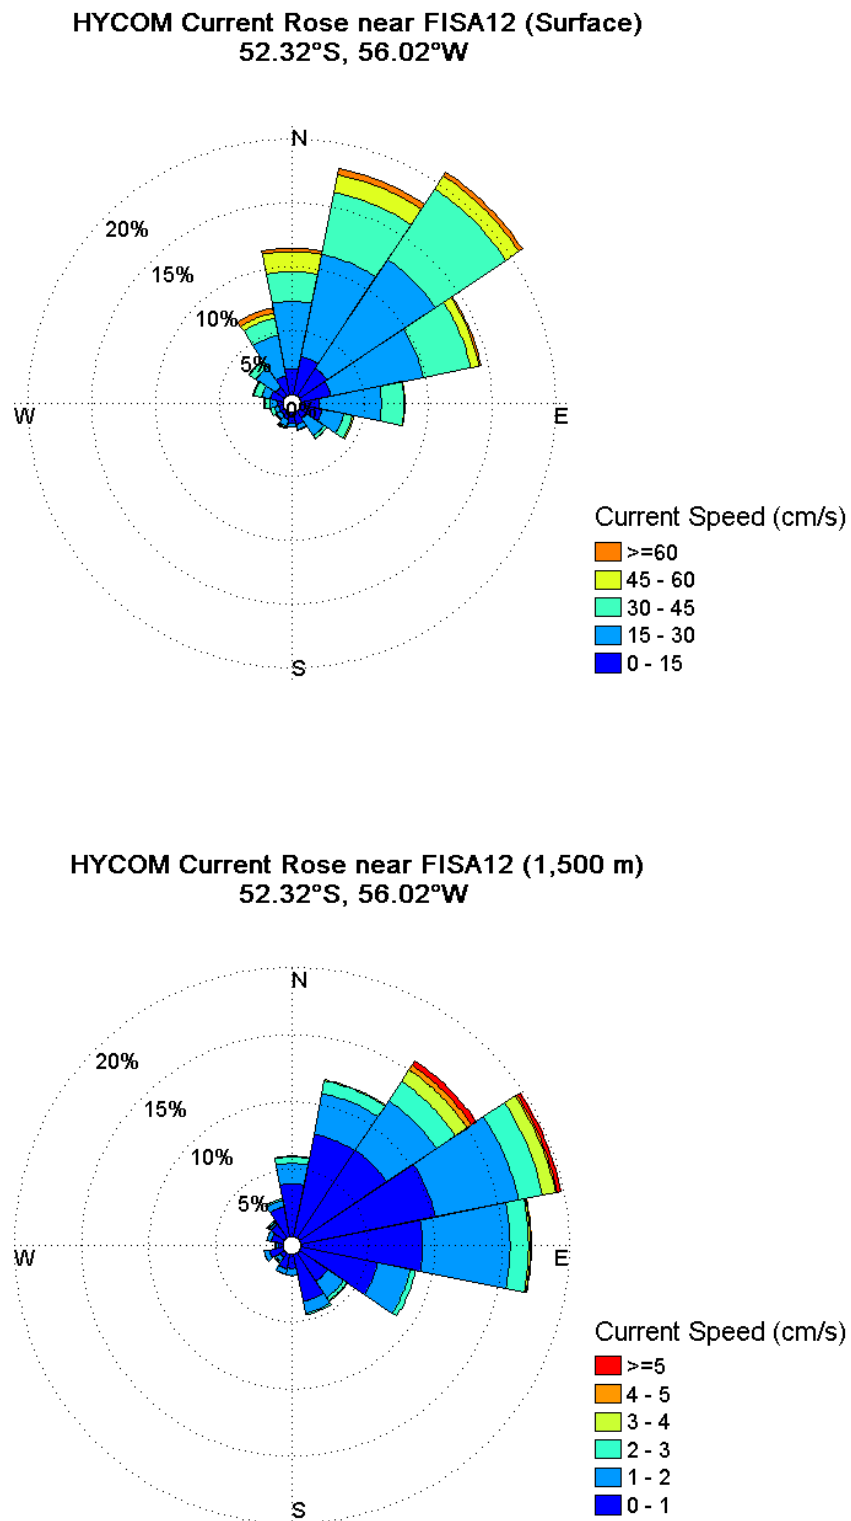 HYCOM Current Rose near FISA12 (Surface)
52.32°S, 56.02°W
N
20%
15%
10%
5%
0%
W
E
S
Current Speed (cm/s)
>=60
45 - 60
30 - 45
15 - 30
0 - 15
HYCOM Current Rose near FISA12 (1,500 m)
52.32°S, 56.02°W
N
20%
15%
10%
5%
W
E
S
Current Speed (cm/s)
>=5
4 - 5
3 - 4
2 - 3
1 - 2
0 - 1